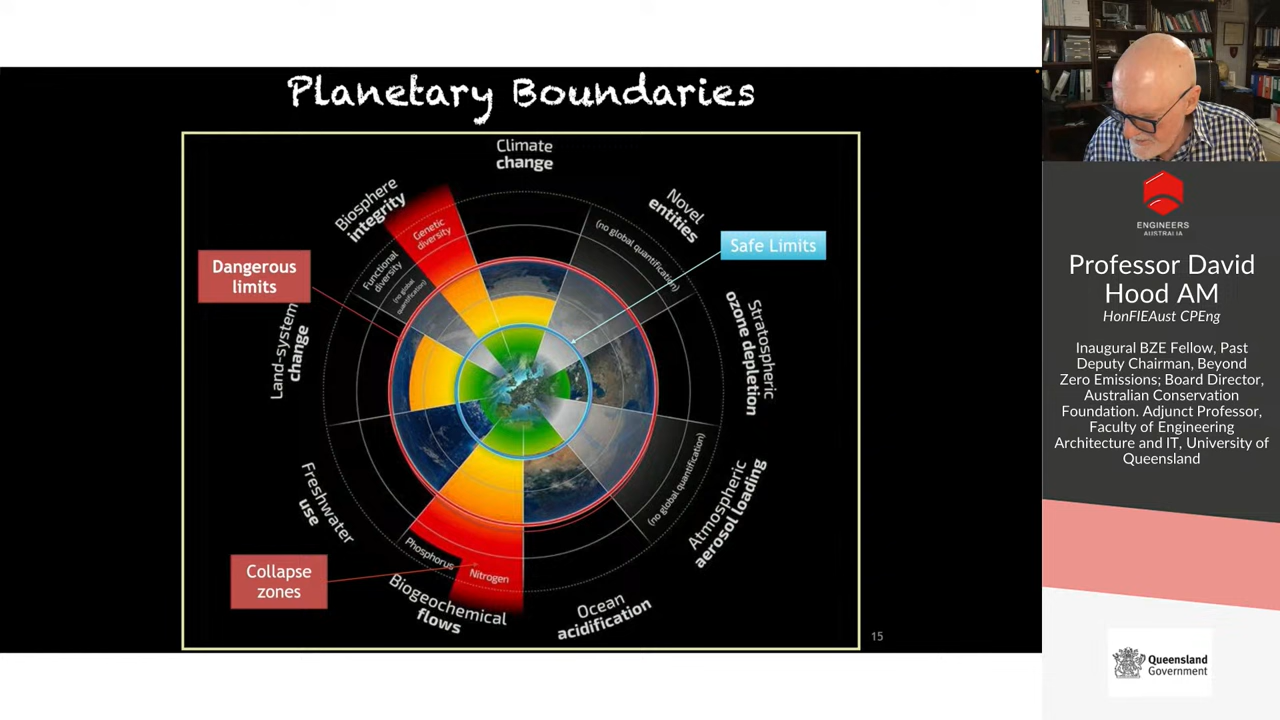 Planetary Boundaries
Climate
change
Biosphere
integrity
Genetic
diversity
Functional
diversity
(no global
quantification)
Novel
entities
(no global quantification)
Safe Limits
Dangerous
limits
Land-system
change
Stratospheric
ozone depletion
Freshwater
use
(no global quantification)
Atmospheric
aerosol loading
Phosphorus
Nitrogen
Collapse
zones
Biogeochemical
flows
Ocean
acidification
15
ENGINEERS
AUSTRALIA
Professor David
Hood AM
HonFIEAust CPEng
Inaugural BZE Fellow, Past
Deputy Chairman, Beyond
Zero Emissions; Board Director,
Australian Conservation
Foundation. Adjunct Professor,
Faculty of Engineering
Architecture and IT, University of
Queensland
Queensland
Government